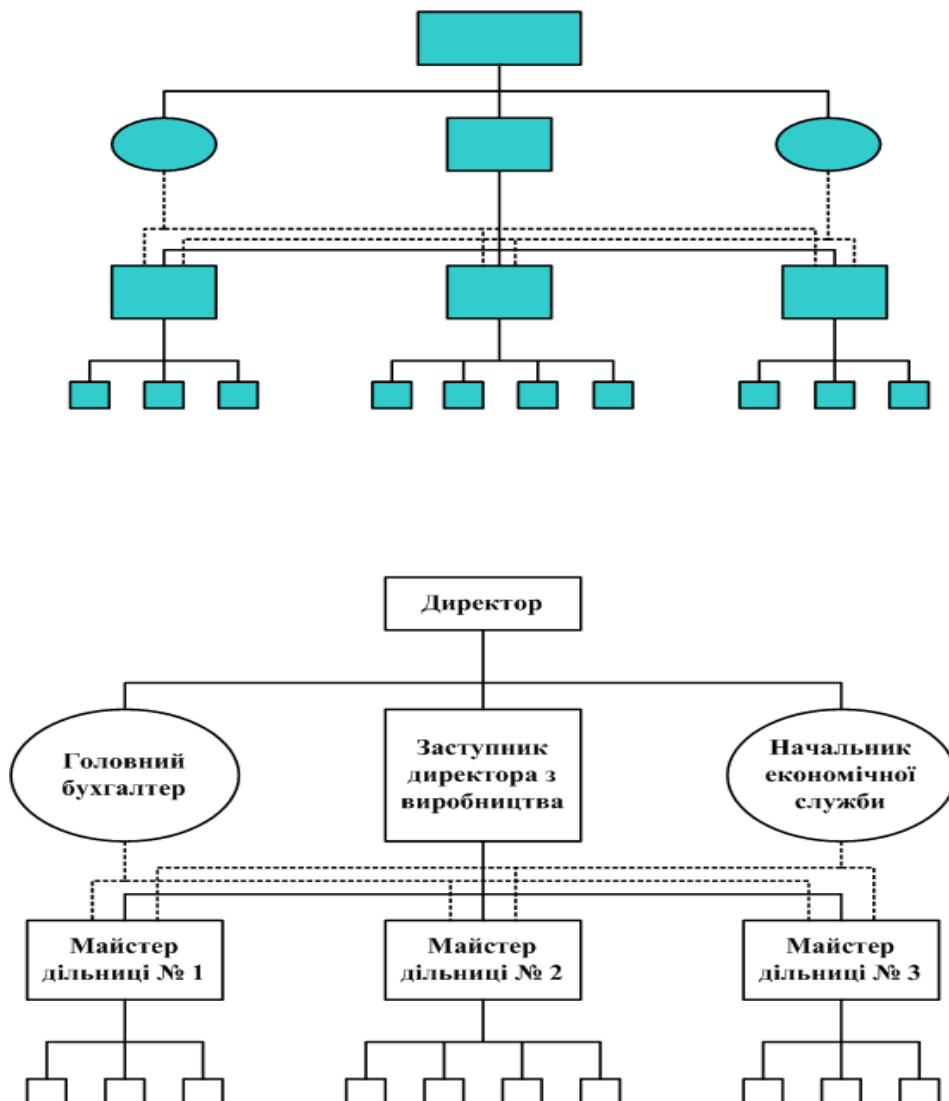 Директор
Головний
бухгалтер
Заступник
директора з
виробництва
Начальник
економічної
служби
Майстер
дільниці № 1
Майстер
дільниці № 2
Майстер
дільниці № 3